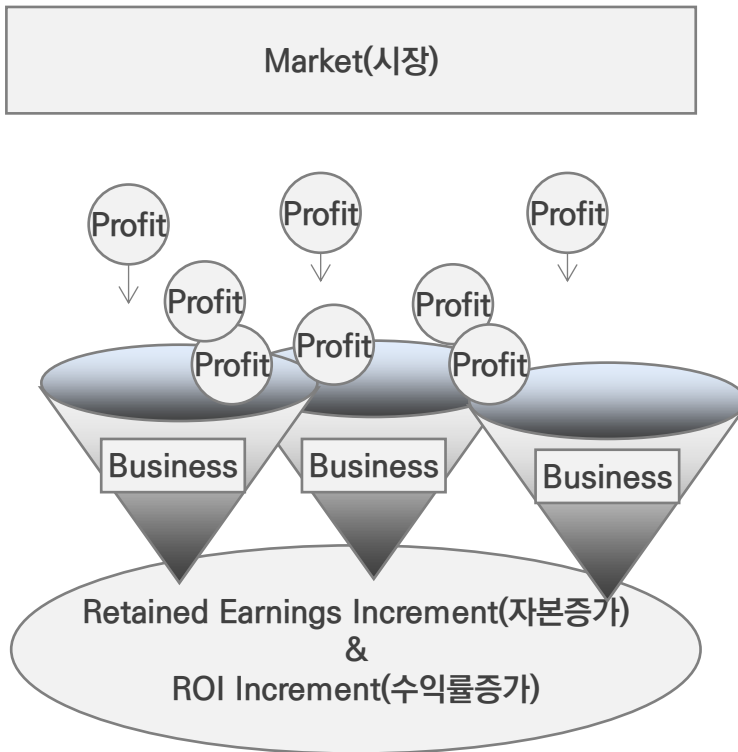 Market(시장)
Profit
Profit
Profit
Profit
Profit
Profit
Profit
Profit
Business
Business
Business
Retained Earnings Increment(자본증가)
&
ROI Increment(수익률증가)